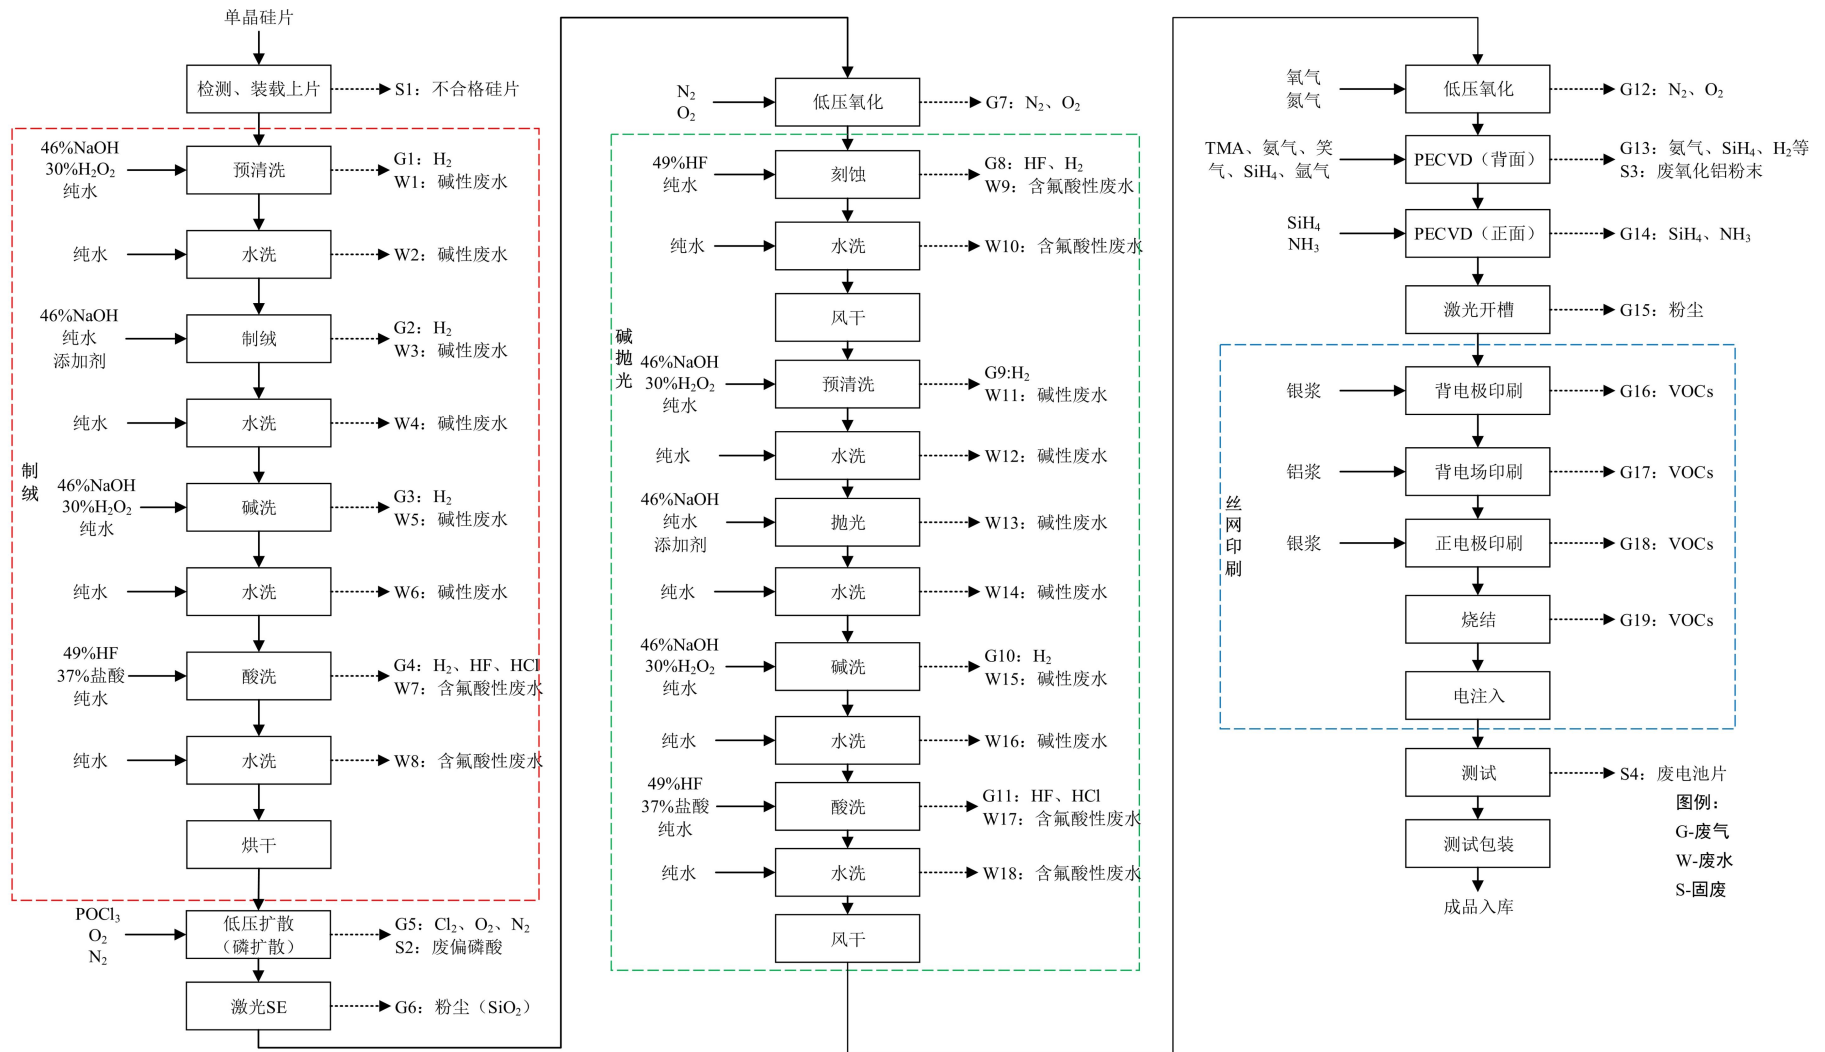 单晶硅片
检测、装载上片
S1：不合格硅片
46%NaOH
30%H₂O₂
纯水
预清洗
G1：H₂
W1：碱性废水
纯水
水洗
W2：碱性废水
46%NaOH
纯水
添加剂
制绒
G2：H₂
W3：碱性废水
纯水
水洗
W4：碱性废水
制
绒
46%NaOH
30%H₂O₂
纯水
碱洗
G3：H₂
W5：碱性废水
纯水
水洗
W6：碱性废水
49%HF
37%盐酸
纯水
酸洗
G4：H₂、HF、HCl
W7：含氟酸性废水
纯水
水洗
W8：含氟酸性废水
烘干
POCl₃
O₂
N₂
低压扩散
（磷扩散）
G5：Cl₂、O₂、N₂
S2：废偏磷酸
激光SE
G6：粉尘（SiO₂）
N₂
O₂
低压氧化
G7：N₂、O₂
49%HF
纯水
刻蚀
G8：HF、H₂
W9：含氟酸性废水
纯水
水洗
W10：含氟酸性废水
风干
碱
抛
光
46%NaOH
30%H₂O₂
纯水
预清洗
G9:H₂
W11：碱性废水
纯水
水洗
W12：碱性废水
46%NaOH
纯水
添加剂
抛光
W13：碱性废水
纯水
水洗
W14：碱性废水
46%NaOH
30%H₂O₂
纯水
碱洗
G10：H₂
W15：碱性废水
纯水
水洗
W16：碱性废水
49%HF
37%盐酸
纯水
酸洗
G11：HF、HCl
W17：含氟酸性废水
纯水
水洗
W18：含氟酸性废水
风干
氧气
氮气
低压氧化
G12：N₂、O₂
TMA、氨气、笑
气、SiH₄、氩气
PECVD（背面）
G13：氨气、SiH₄、H₂等
S3：废氧化铝粉末
SiH₄
NH₃
PECVD（正面）
G14：SiH₄、NH₃
激光开槽
G15：粉尘
银浆
背电极印刷
G16：VOCs
铝浆
背电场印刷
G17：VOCs
丝
网
印
刷
银浆
正电极印刷
G18：VOCs
烧结
G19：VOCs
电注入
测试
S4：废电池片
测试包装
成品入库
图例：
G-废气
W-废水
S-固废